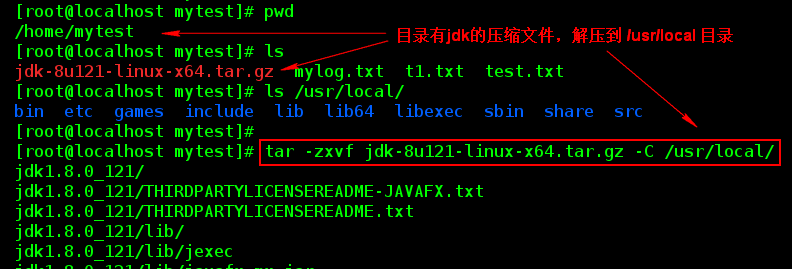 [root@localhost mytest]# pwd
/home/mytest
目录有jdk的压缩文件，解压到 /usr/local 目录
[root@localhost mytest]# ls
jdk-8u121-linux-x64.tar.gz  mylog.txt  t1.txt  test.txt
[root@localhost mytest]# ls /usr/local/
bin  etc  games  include  lib  lib64  libexec  sbin  share  src
[root@localhost mytest]#
[root@localhost mytest]# tar -zxvf jdk-8u121-linux-x64.tar.gz -C /usr/local/
jdk1.8.0_121/
jdk1.8.0_121/THIRDPARTYLICENSEREADME-JAVAFX.txt
jdk1.8.0_121/THIRDPARTYLICENSEREADME.txt
jdk1.8.0_121/lib/
jdk1.8.0_121/lib/jexec